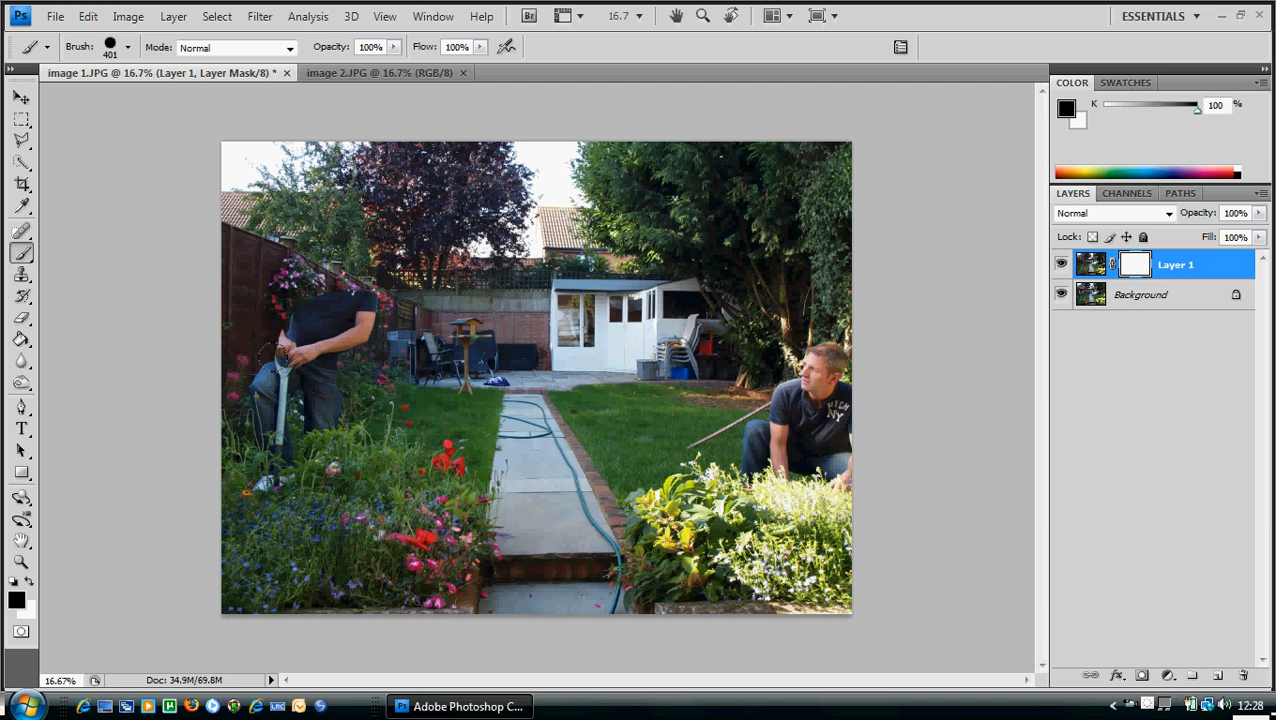 Ps File Edit Image Layer Select Filter Analysis 3D View Window Help Br 16.7 ESSENTIALS
Brush: 401 Mode: Normal Opacity: 100% Flow: 100%
image 1.JPG @ 16.7% (Layer 1, Layer Mask/8) * image 2.JPG @ 16.7% (RGB/8)
COLOR SWATCHES
K 100 %
LAYERS CHANNELS PATHS
Normal Opacity: 100%
Lock: Fill: 100%
Layer 1
Background
NY
16.67% Doc: 34.9M/69.8M
Ps Adobe Photoshop C... 12:28